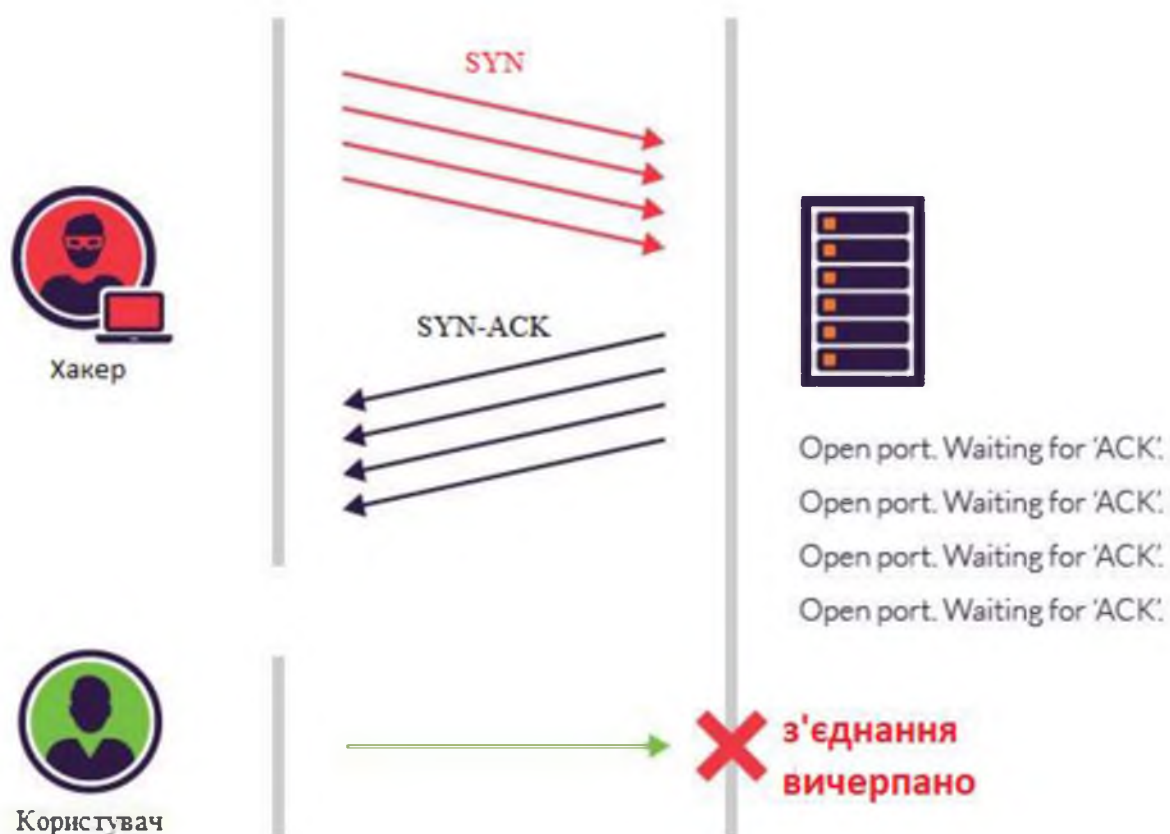 SYN
Хакер
SYN-ACK
Open port. Waiting for 'ACK'.
Open port. Waiting for 'ACK'.
Open port. Waiting for 'ACK'.
Open port. Waiting for 'ACK'.
Користувач
з'єднання
вичерпано